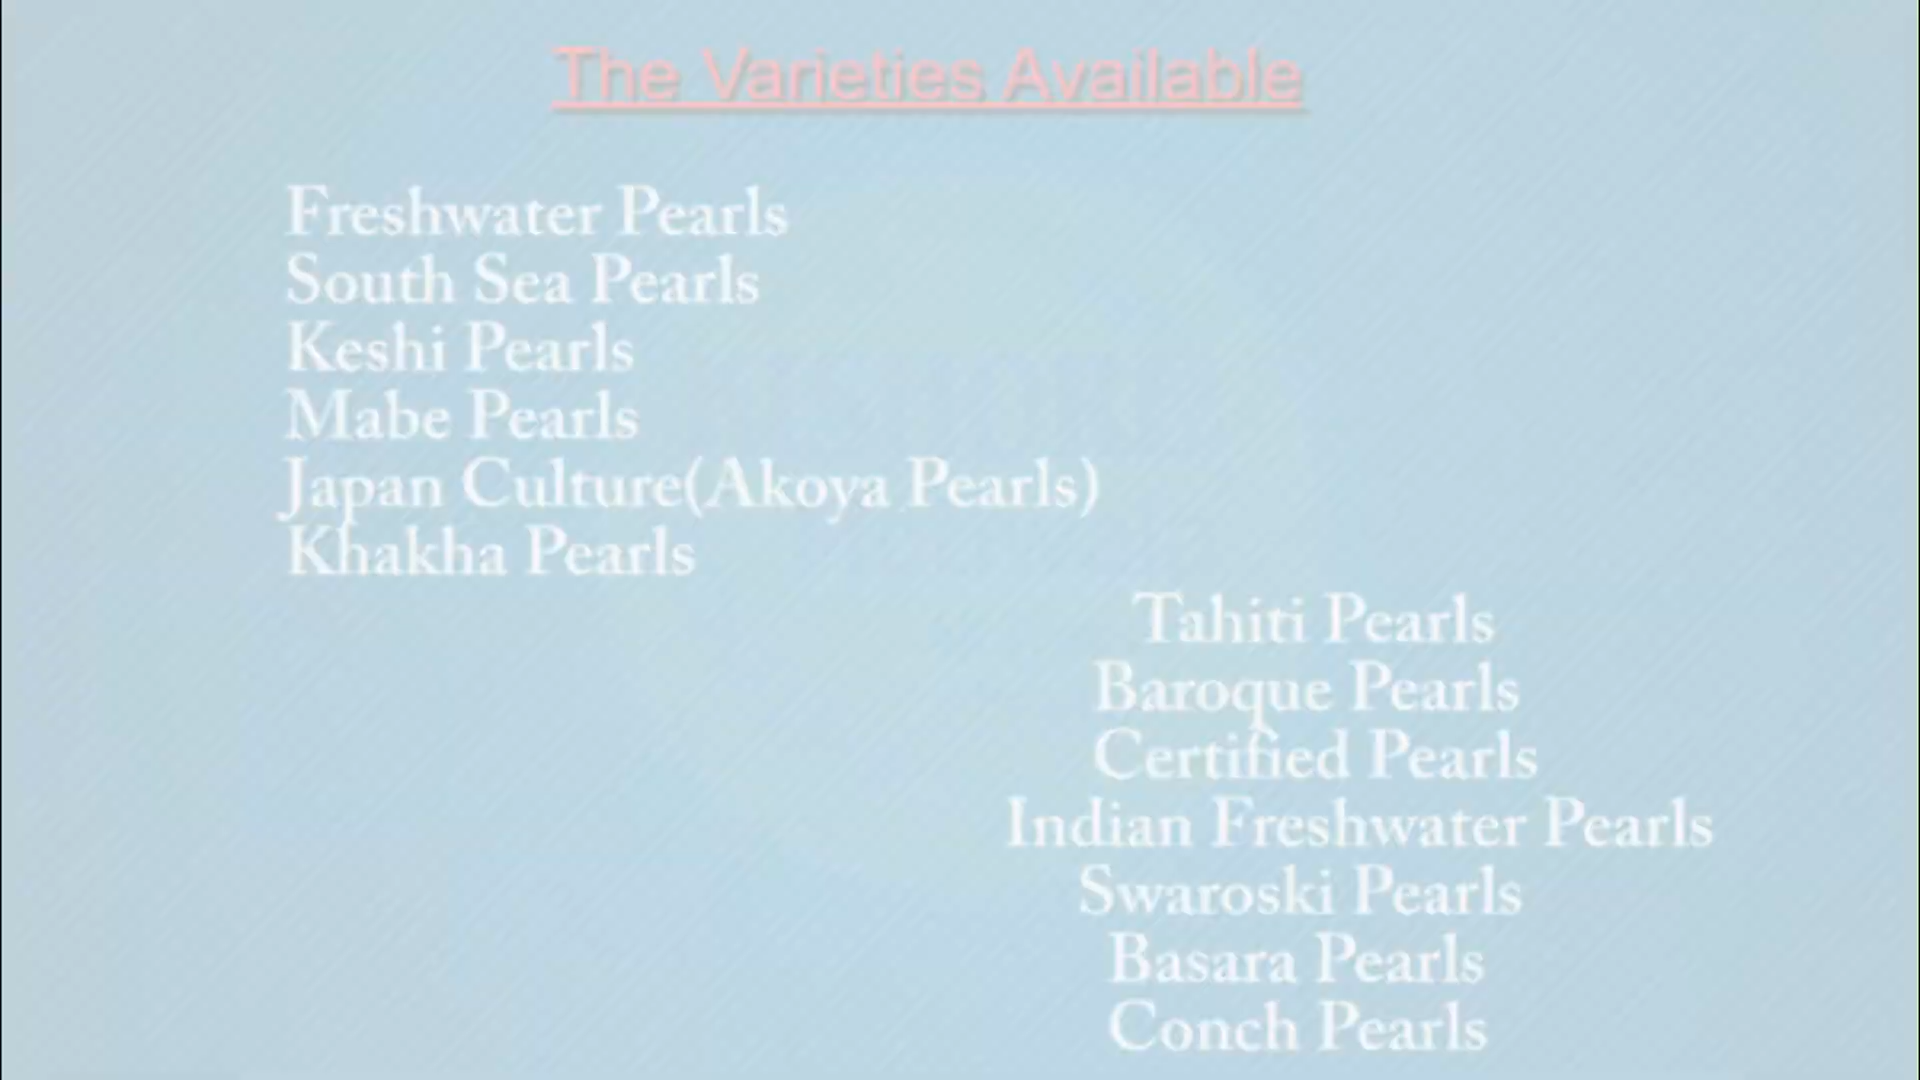 The Varieties Available
Freshwater Pearls
South Sea Pearls
Keshi Pearls
Mabe Pearls
Japan Culture(Akoya Pearls)
Khakha Pearls
Tahiti Pearls
Baroque Pearls
Certified Pearls
Indian Freshwater Pearls
Swaroski Pearls
Basara Pearls
Conch Pearls